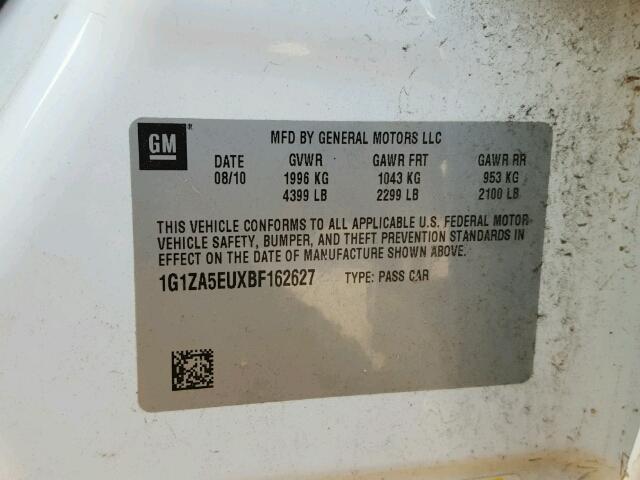 GM
MFD BY GENERAL MOTORS LLC
DATE GVWR GAWR FRT GAWR RR
08/10 1996 KG 1043 KG 953 KG
4399 LB 2299 LB 2100 LB
THIS VEHICLE CONFORMS TO ALL APPLICABLE U.S. FEDERAL MOTOR
VEHICLE SAFETY, BUMPER, AND THEFT PREVENTION STANDARDS IN
EFFECT ON THE DATE OF MANUFACTURE SHOWN ABOVE.
1G1ZA5EUXBF162627 TYPE: PASS CAR